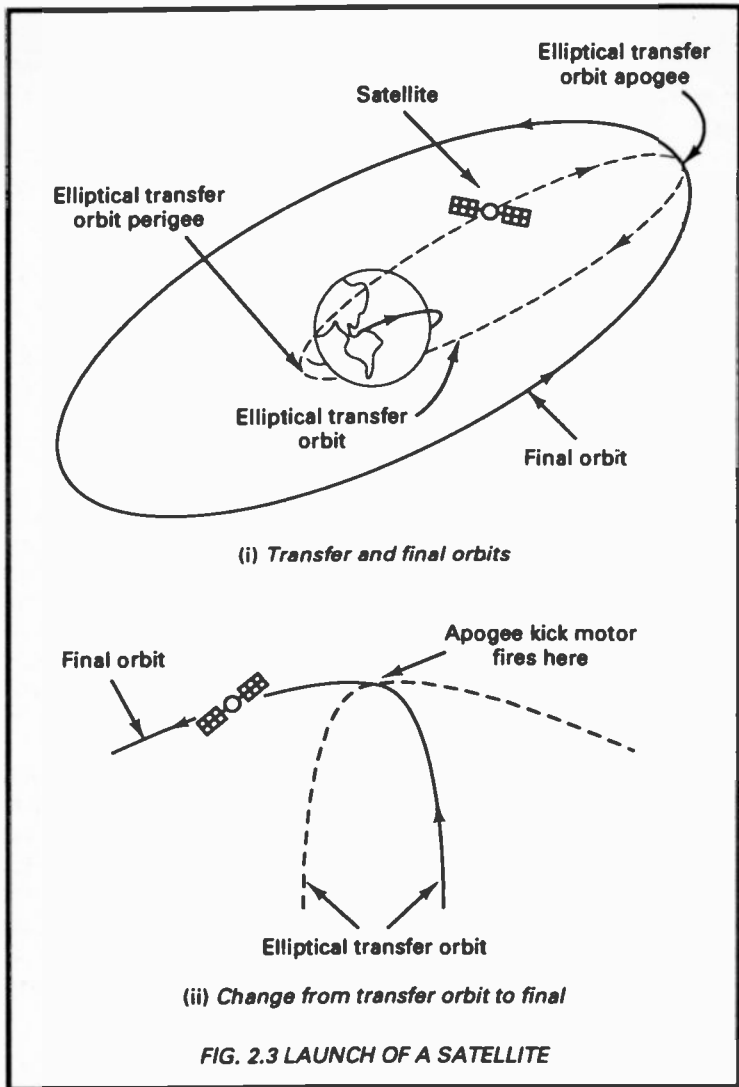 Elliptical transfer
orbit apogee
Satellite
Elliptical transfer
orbit perigee
Elliptical transfer
orbit
Final orbit
(i) Transfer and final orbits
Apogee kick motor
fires here
Final orbit
Elliptical transfer orbit
(ii) Change from transfer orbit to final
FIG. 2.3 LAUNCH OF A SATELLITE